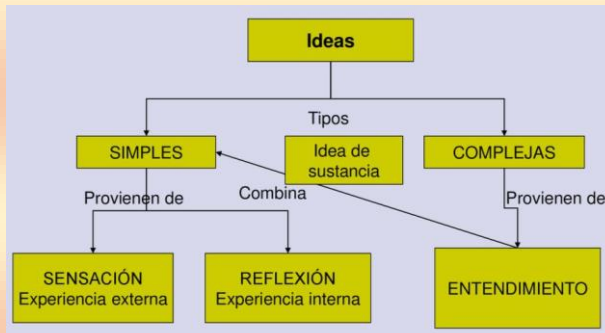 Ideas
Tipos
SIMPLES
Idea de
sustancia
COMPLEJAS
Provienen de
Combina
Provienen de
SENSACIÓN
Experiencia externa
REFLEXIÓN
Experiencia interna
ENTENDIMIENTO